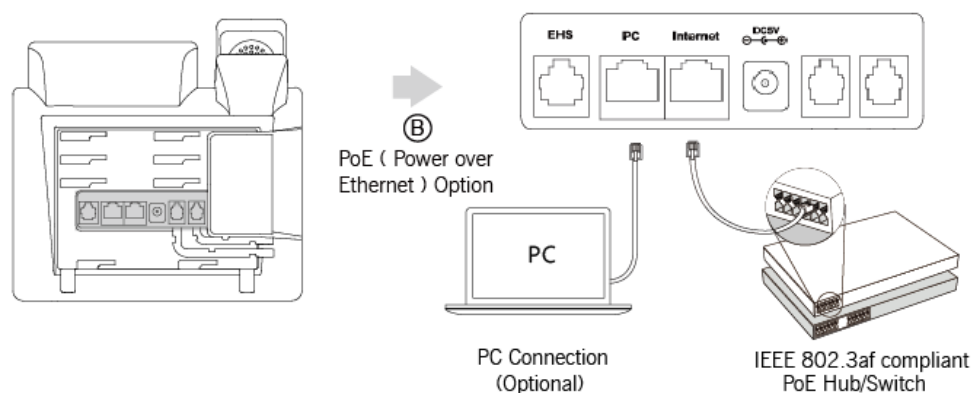 EHS PC Internet DC5V
B
PoE ( Power over
Ethernet ) Option
PC
PC Connection
(Optional)
IEEE 802.3af compliant
PoE Hub/Switch